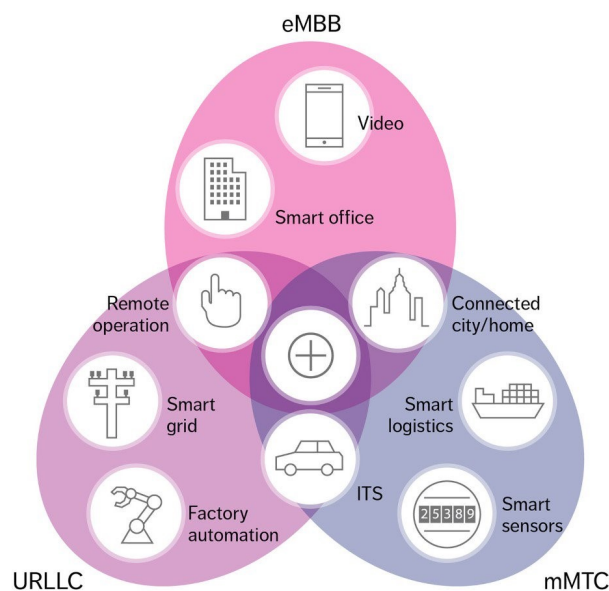 eMBB
Video
Smart office
Remote
operation
Connected
city/home
Smart
grid
Smart
logistics
ITS
Factory
automation
25389
Smart
sensors
URLLC
mMTC